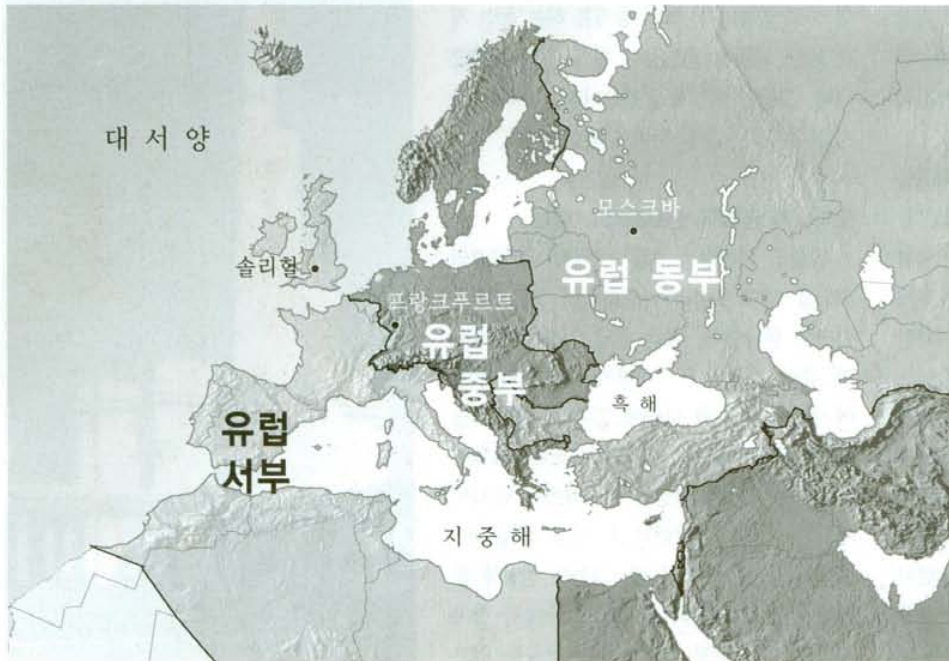 대 서 양
모스크바
솔리헐
유럽 동부
프랑크푸르트
유럽
중부
흑 해
유럽
서부
지 중 해